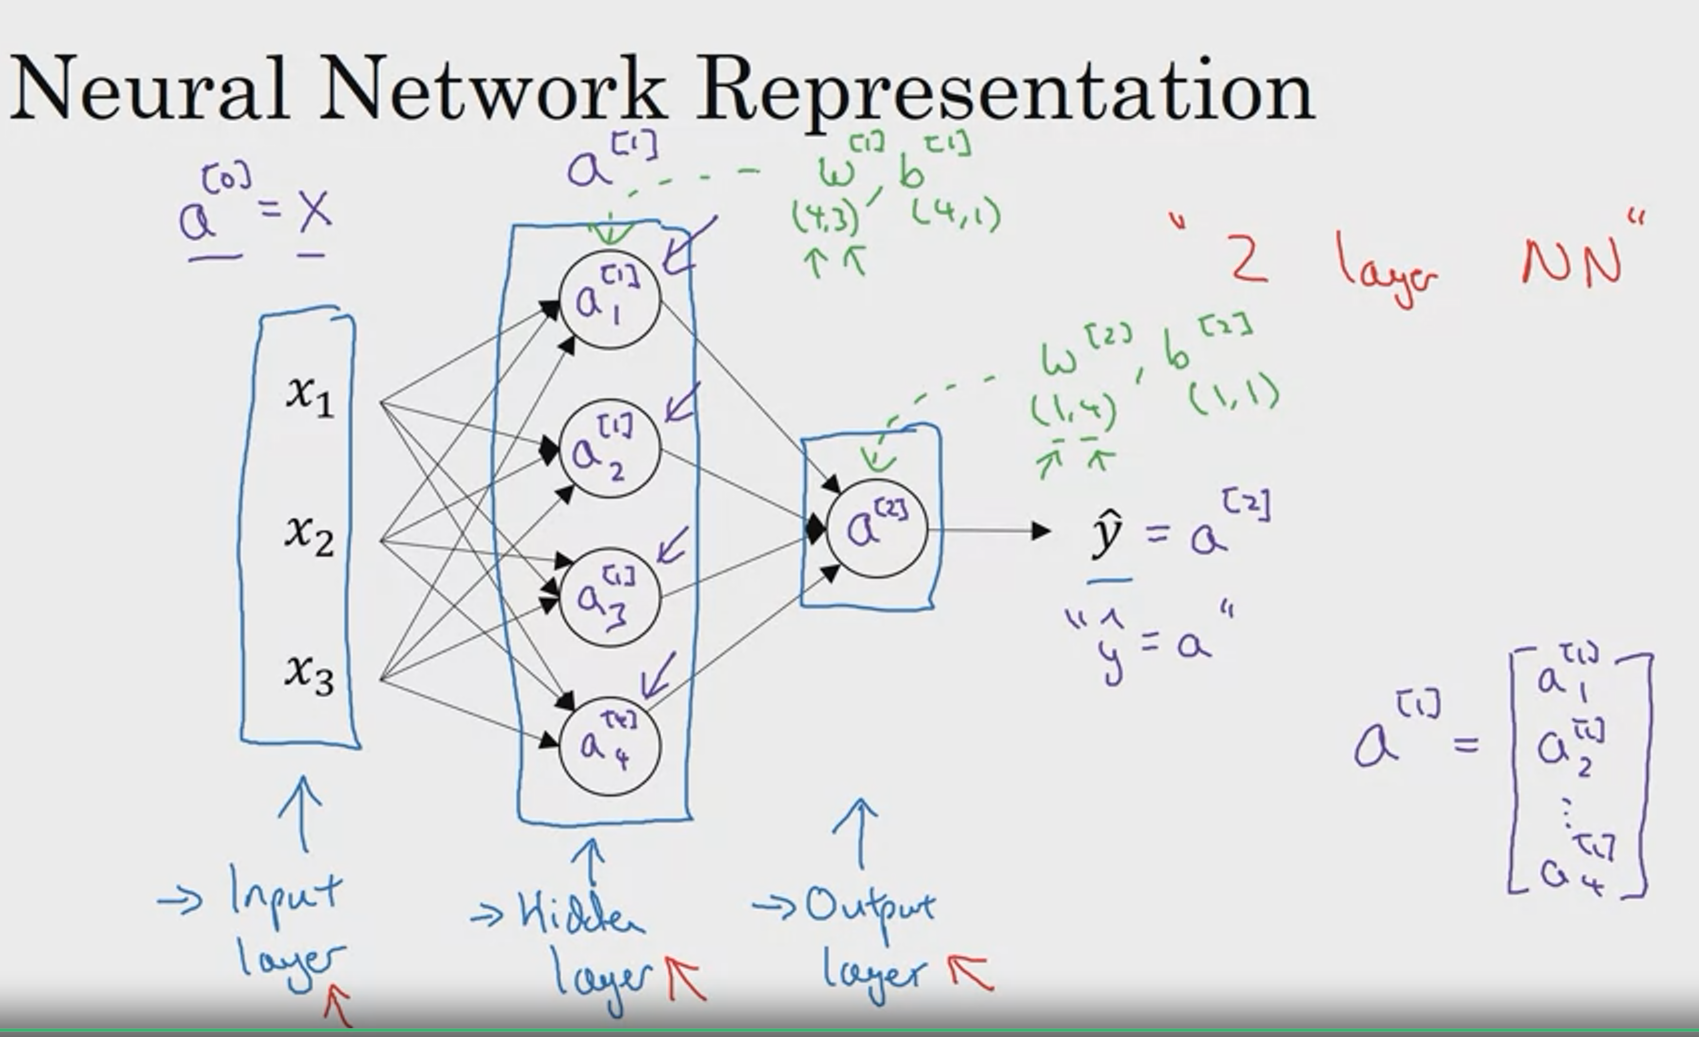 Neural Network Representation
a^[0] = X
a^[1]
w^[1], b^[1]
(4,3) (4,1)
"2 layer NN"
x₁
x₂
x₃
a₁^[1]
a₂^[1]
a₃^[1]
a₄^[4]
w^[2], b^[2]
(1,4) (1,1)
a^[2]
ŷ = a^[2]
"ŷ = a"
a^[1] = [a₁^[1]
a₂^[1]
⋮
a₄^[1]]
→ Input layer
→ Hidden layer
→ Output layer